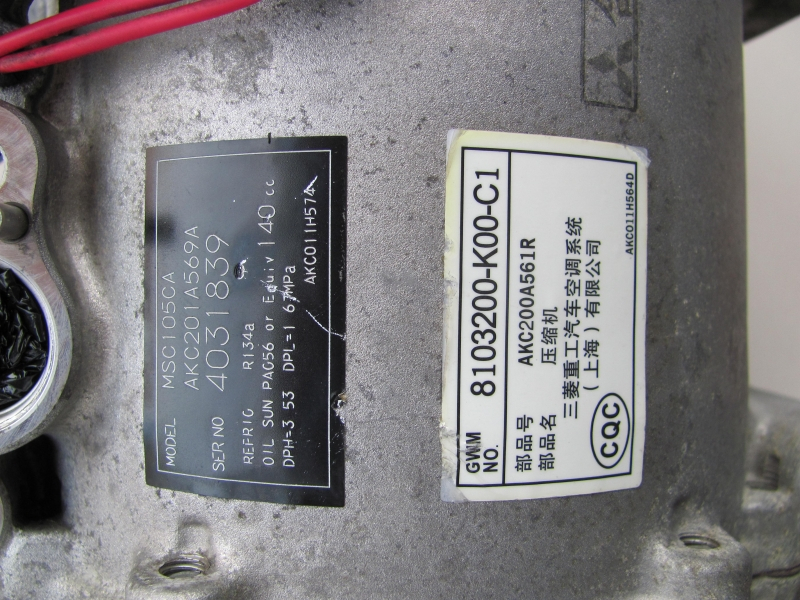 MODEL MSC105CA
AKC201A569A
SER NO 4031839
REFRIG R134a
OIL SUN PAG56 or Equiv 140 cc
DPH=3 53 DPL=1 67MPa
AKC011H574
GWM NO. 8103200-K00-C1
部品号 AKC200A561R
部品名 压缩机
三菱重工汽车空调系统
(上海)有限公司
CQC
AKC011H564D